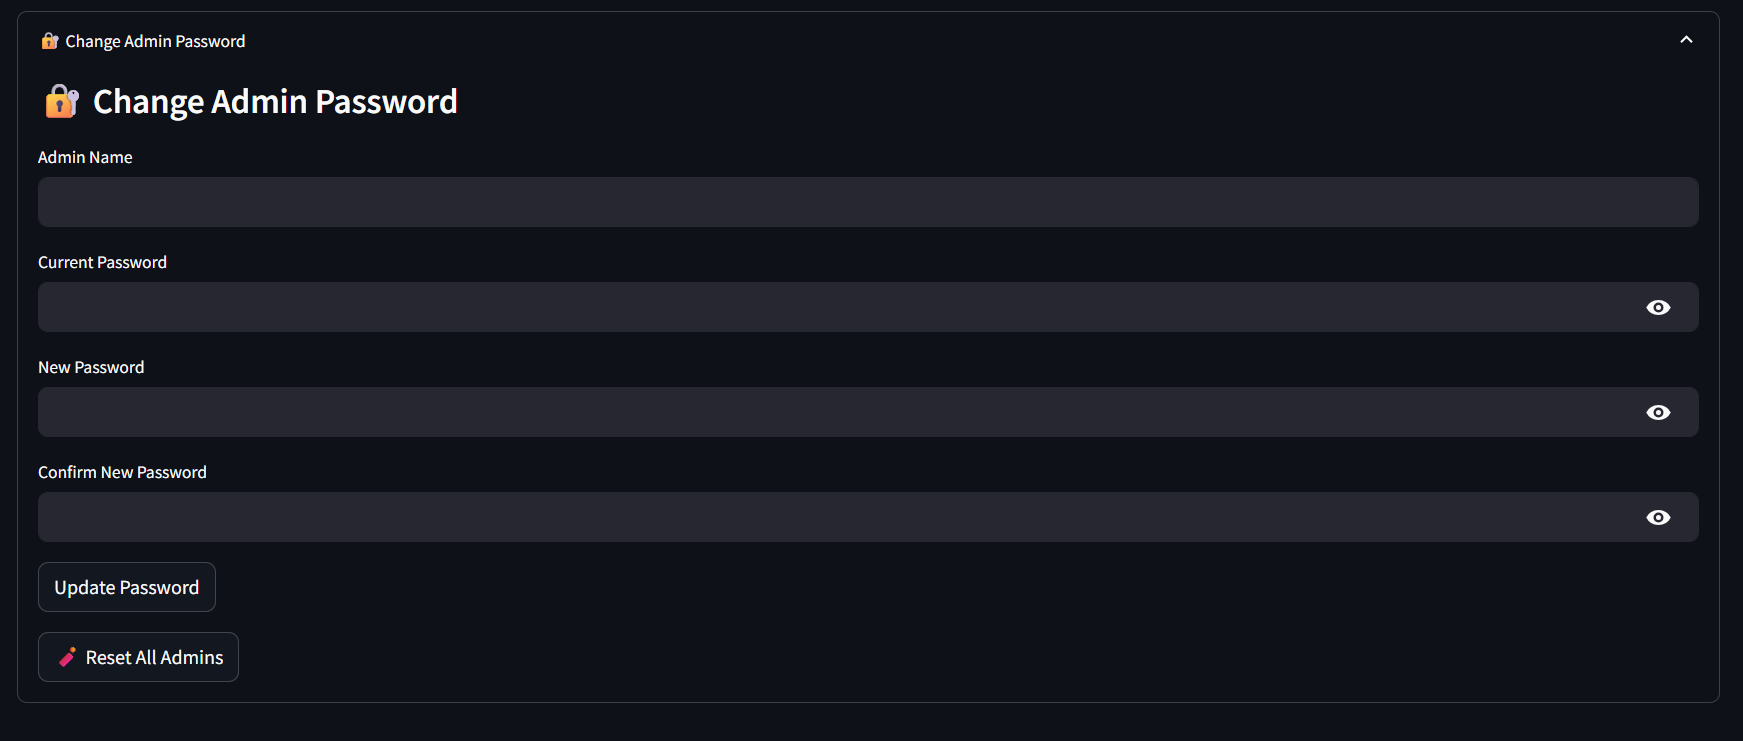 🔐 Change Admin Password
🔐 Change Admin Password
Admin Name
Current Password
New Password
Confirm New Password
Update Password
🧨 Reset All Admins